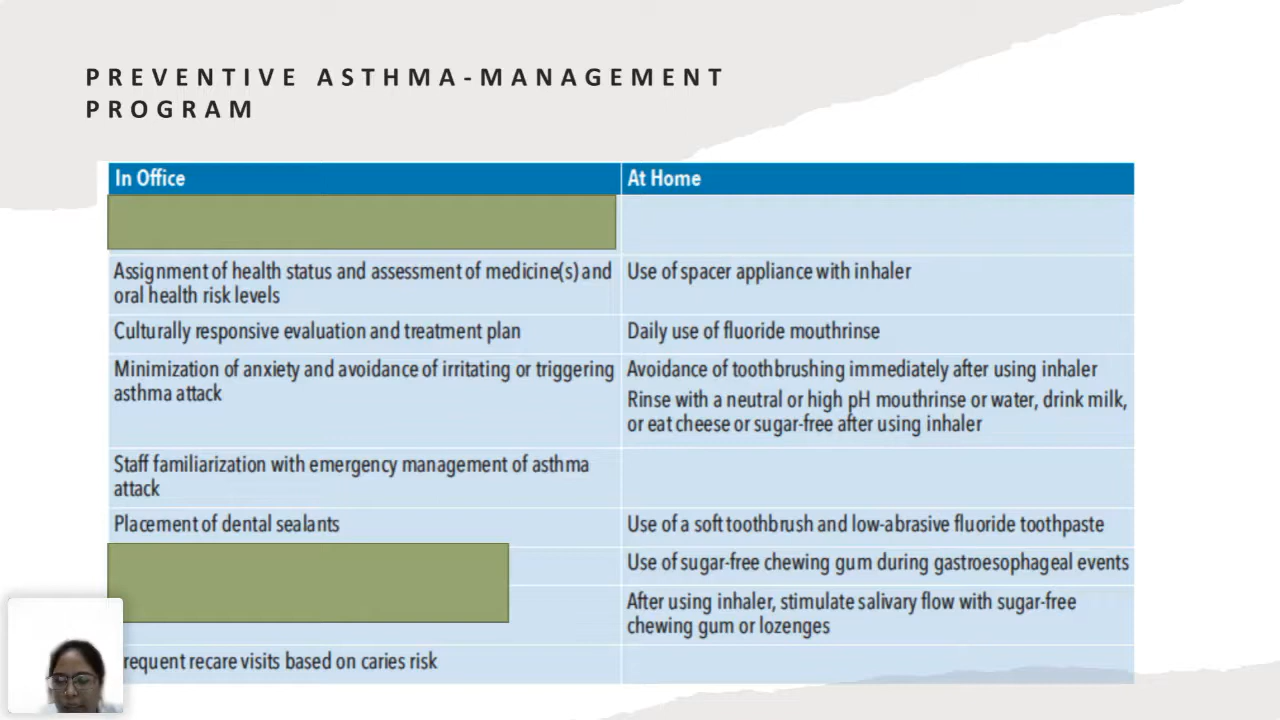 PREVENTIVE ASTHMA-MANAGEMENT
PROGRAM
In Office
At Home
Assignment of health status and assessment of medicine(s) and
oral health risk levels
Use of spacer appliance with inhaler
Culturally responsive evaluation and treatment plan
Daily use of fluoride mouthrinse
Minimization of anxiety and avoidance of irritating or triggering
asthma attack
Avoidance of toothbrushing immediately after using inhaler
Rinse with a neutral or high pH mouthrinse or water, drink milk,
or eat cheese or sugar-free after using inhaler
Staff familiarization with emergency management of asthma
attack
Placement of dental sealants
Use of a soft toothbrush and low-abrasive fluoride toothpaste
Use of sugar-free chewing gum during gastroesophageal events
After using inhaler, stimulate salivary flow with sugar-free
chewing gum or lozenges
requent recare visits based on caries risk